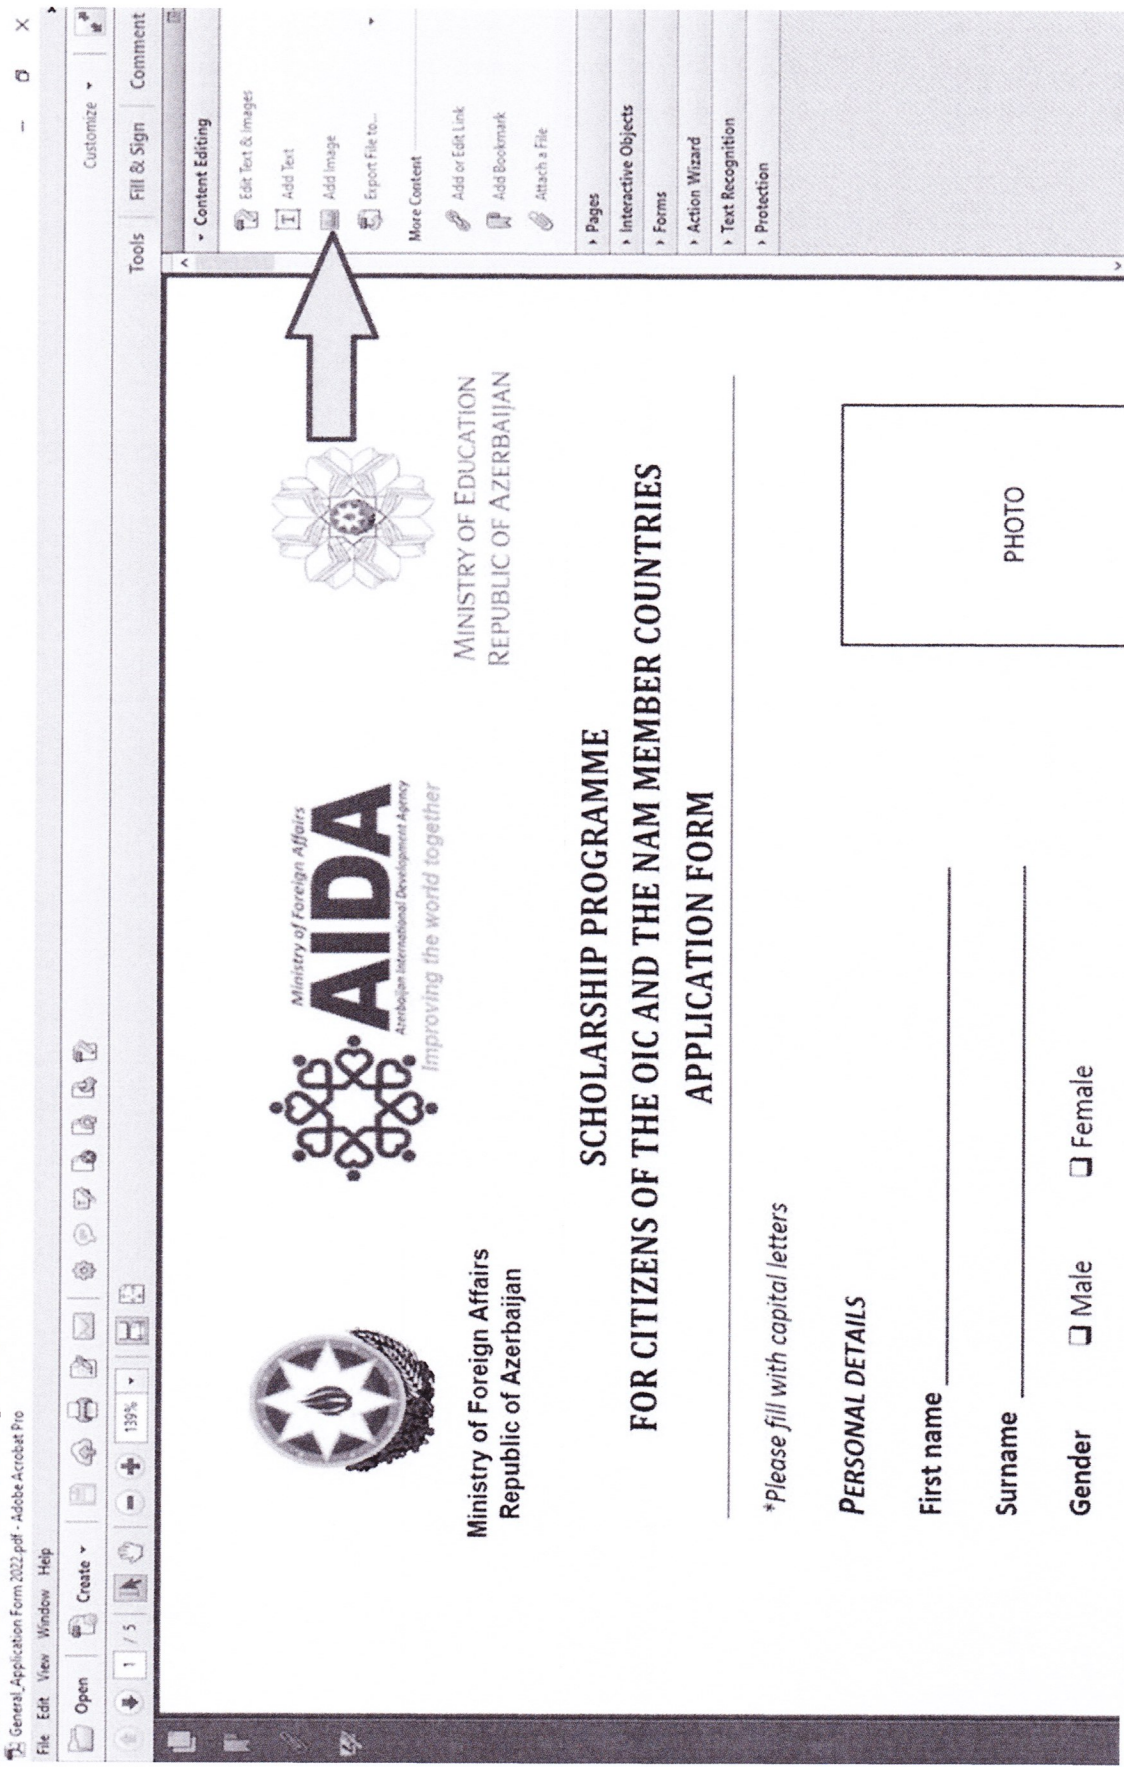 General_Application Form 2022.pdf - Adobe Acrobat Pro
File Edit View Window Help
Open Create Customize
1 / 5 139% Tools Fill & Sign Comment
Content Editing
Edit Text & Images
Add Text
Add Image
Export File to...
More Content
Add or Edit Link
Add Bookmark
Attach a File
Pages
Interactive Objects
Forms
Action Wizard
Text Recognition
Protection
Ministry of Foreign Affairs
Republic of Azerbaijan
Ministry of Foreign Affairs
AIDA
Azerbaijan International Development Agency
Improving the world together
MINISTRY OF EDUCATION
REPUBLIC OF AZERBAIJAN
SCHOLARSHIP PROGRAMME
FOR CITIZENS OF THE OIC AND THE NAM MEMBER COUNTRIES
APPLICATION FORM
*Please fill with capital letters
PERSONAL DETAILS
First name
Surname
Gender ❑ Male ❑ Female
PHOTO